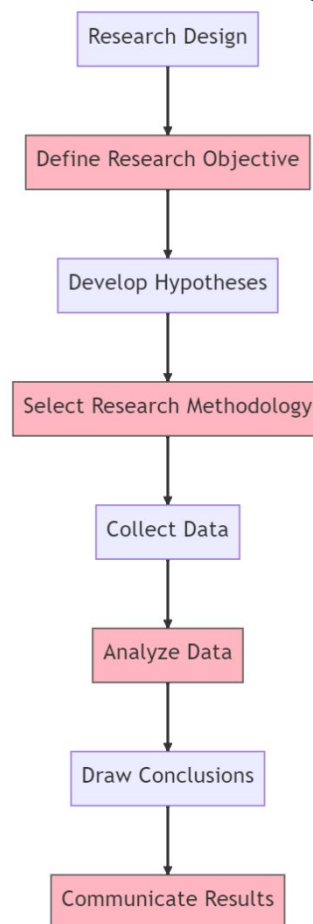 Research Design
Define Research Objective
Develop Hypotheses
Select Research Methodology
Collect Data
Analyze Data
Draw Conclusions
Communicate Results